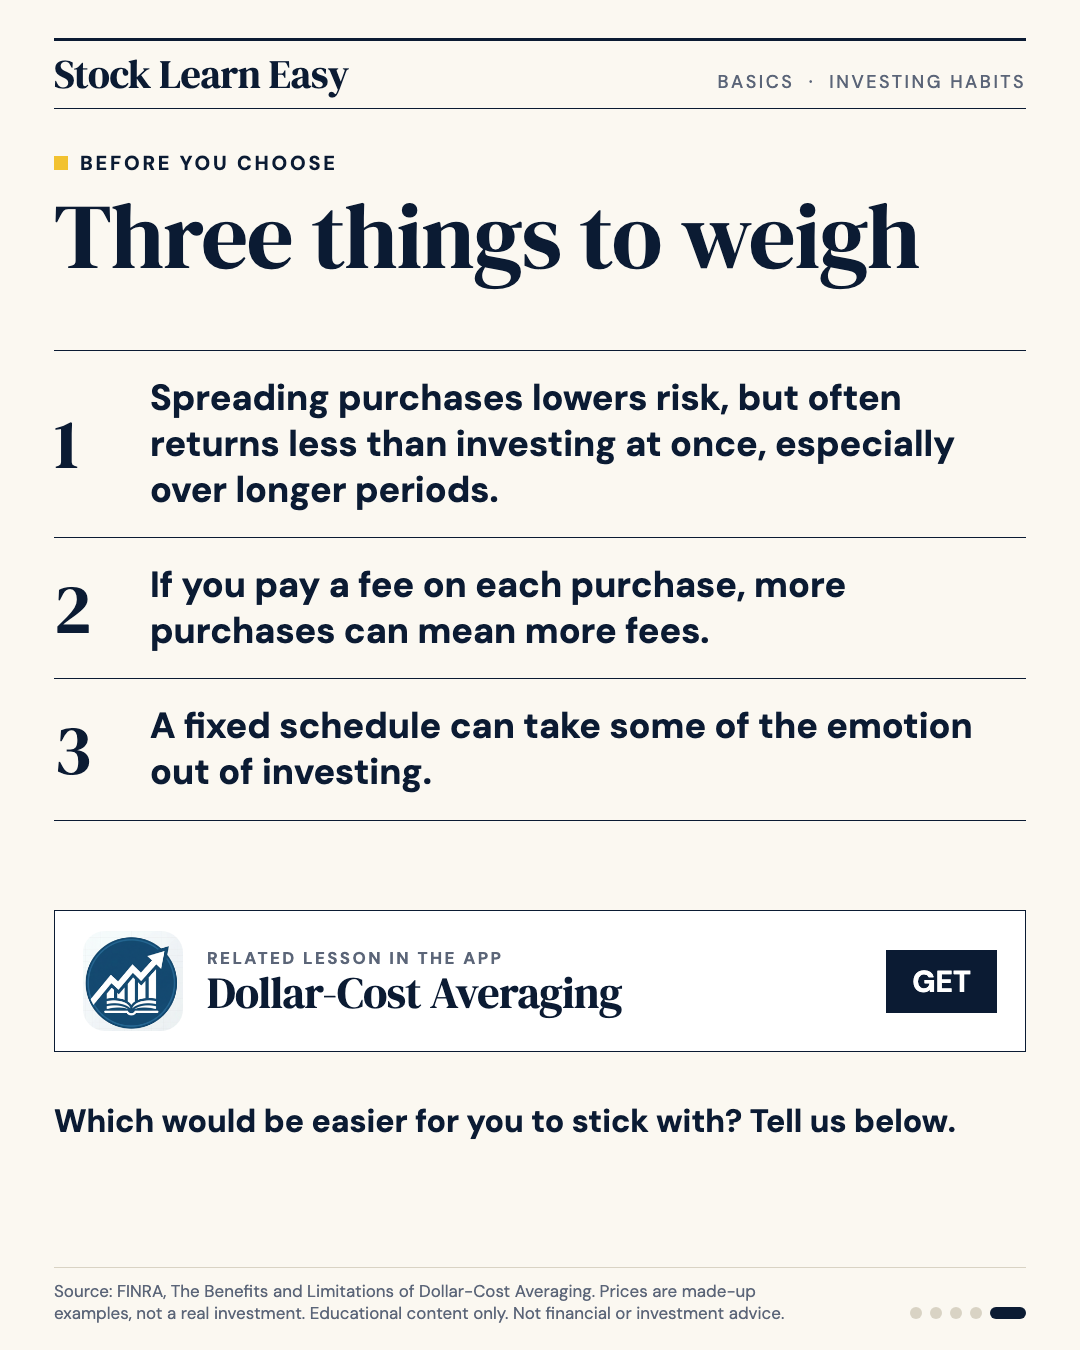 Stock Learn Easy
BASICS · INVESTING HABITS
BEFORE YOU CHOOSE
Three things to weigh
1
Spreading purchases lowers risk, but often
returns less than investing at once, especially
over longer periods.
2
If you pay a fee on each purchase, more
purchases can mean more fees.
3
A fixed schedule can take some of the emotion
out of investing.
RELATED LESSON IN THE APP
Dollar-Cost Averaging
GET
Which would be easier for you to stick with? Tell us below.
Source: FINRA, The Benefits and Limitations of Dollar-Cost Averaging. Prices are made-up
examples, not a real investment. Educational content only. Not financial or investment advice.